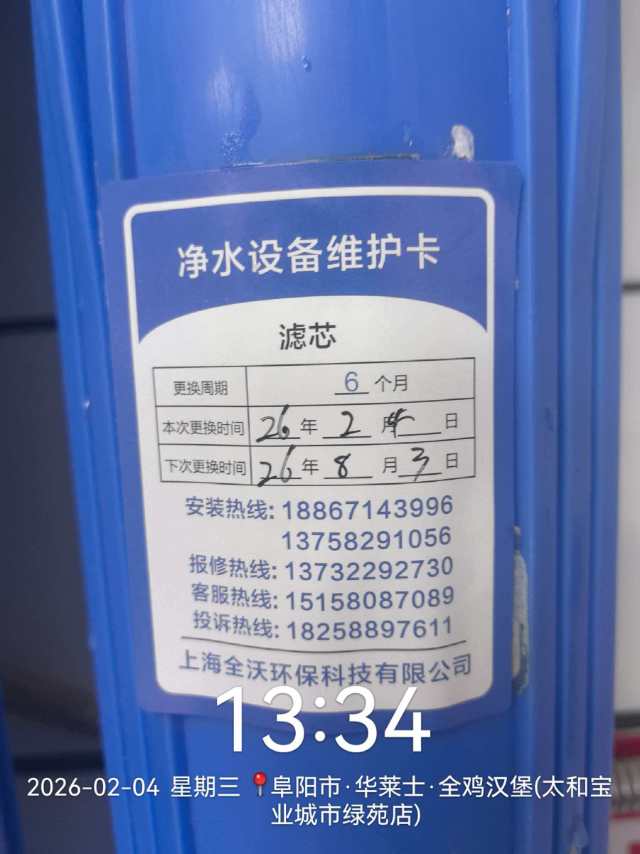 净水设备维护卡
滤芯
更换周期 6 个月
本次更换时间 26 年 2 月 4 日
下次更换时间 26 年 8 月 3 日
安装热线: 18867143996
13758291056
报修热线: 13732292730
客服热线: 15158087089
投诉热线: 18258897611
上海全沃环保科技有限公司
13:34
2026-02-04 星期三 阜阳市·华莱士·全鸡汉堡(太和宝
业城市绿苑店)